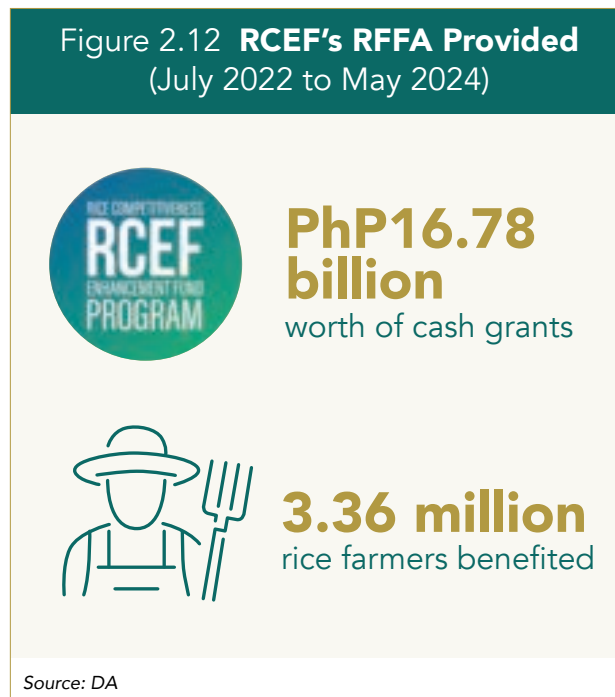 Figure 2.12 RCEF's RFFA Provided
(July 2022 to May 2024)
RICE COMPETITIVENESS
RCEF
ENHANCEMENT FUND
PROGRAM
PhP16.78
billion
worth of cash grants
3.36 million
rice farmers benefited
Source: DA